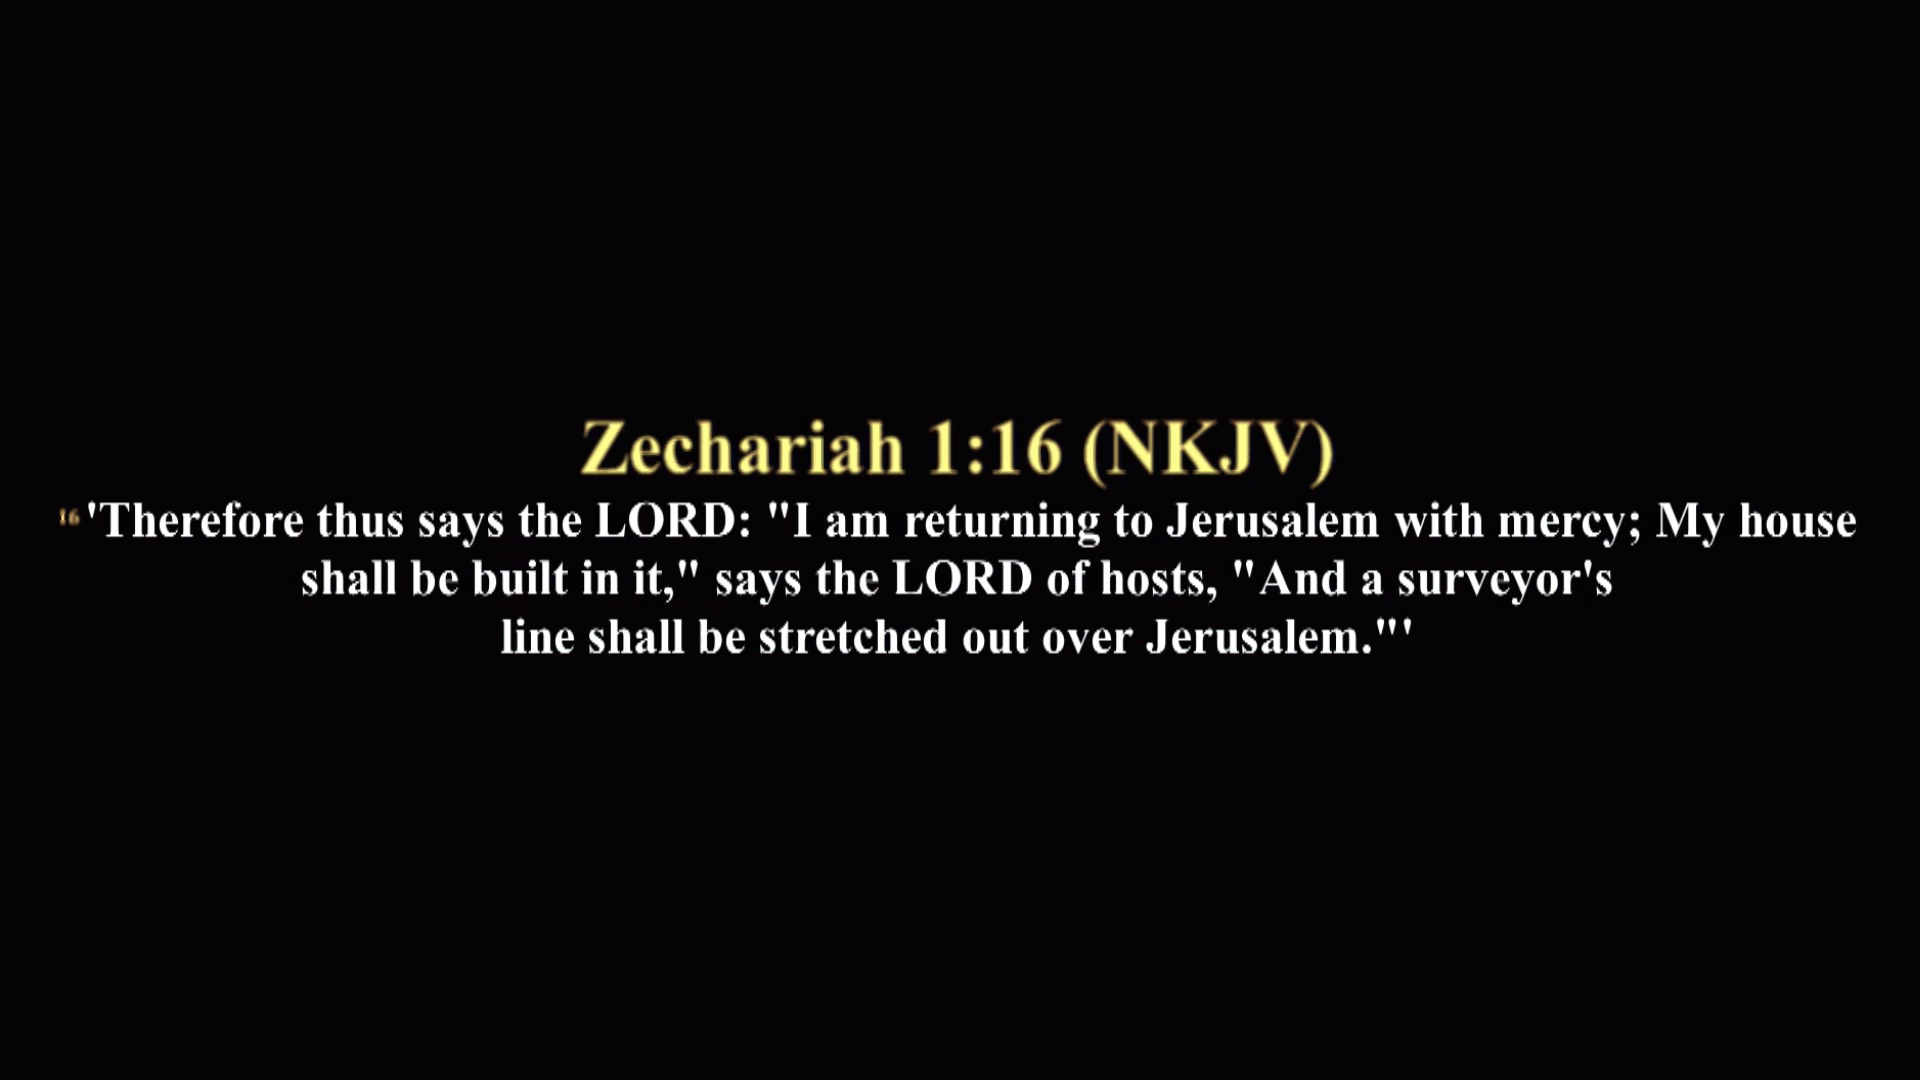 Zechariah 1:16 (NKJV)
16 'Therefore thus says the LORD: "I am returning to Jerusalem with mercy; My house
shall be built in it," says the LORD of hosts, "And a surveyor's
line shall be stretched out over Jerusalem."'